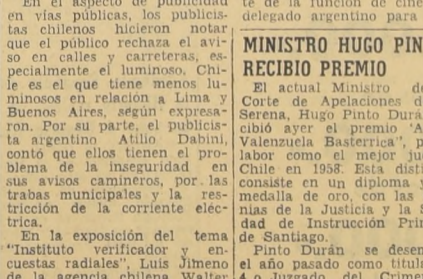 En el aspecto de publicidad
en vías públicas, los publicis-
tas chilenos hicieron notar
que el público rechaza el avi-
so en calles y carreteras, es-
pecialmente el luminoso. Chi-
le es el que tiene menos lu-
minosos en relación a Lima y
Buenos Aires, según expresa-
ron. Por su parte, el publicis-
ta argentino Atilio Dabini,
contó que ellos tienen el pro-
blema de la inseguridad en
sus avisos camineros, por las
trabas municipales y la res-
tricción de la corriente eléc-
trica.
En la exposición del tema
"Instituto verificador y en-
cuestas radiales", Luis Jimeno
de la agencia chilena Walter
te de la función de cine
delegado argentino para
MINISTRO HUGO PIN
RECIBIO PREMIO
El actual Ministro de
Corte de Apelaciones d
Serena, Hugo Pinto Durá
cibió ayer el premio "A
Valenzuela Basterrica", p
labor como el mejor ju
Chile en 1958. Esta disti
consiste en un diploma y
medalla de oro, con las
nias de la Justicia y la S
dad de Instrucción Prin
de Santiago.
Pinto Durán se desen
el año pasado como titula
4.o Juzgado del Crimen